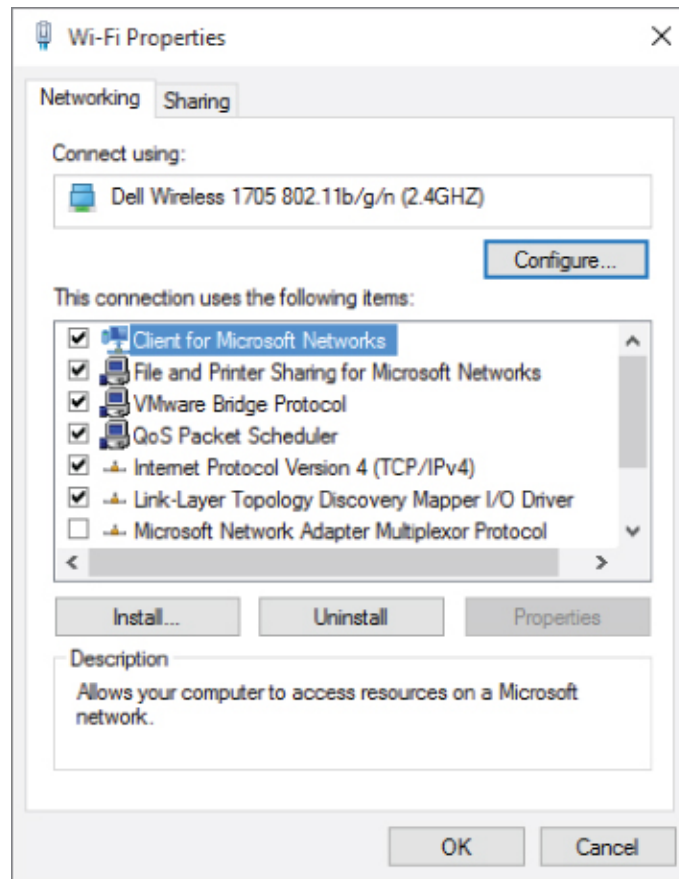 Wi-Fi Properties
Networking
Sharing
Connect using:
Dell Wireless 1705 802.11b/g/n (2.4GHZ)
Configure...
This connection uses the following items:
Client for Microsoft Networks
File and Printer Sharing for Microsoft Networks
VMware Bridge Protocol
QoS Packet Scheduler
Internet Protocol Version 4 (TCP/IPv4)
Link-Layer Topology Discovery Mapper I/O Driver
Microsoft Network Adapter Multiplexor Protocol
Install...
Uninstall
Properties
Description
Allows your computer to access resources on a Microsoft
network.
OK
Cancel